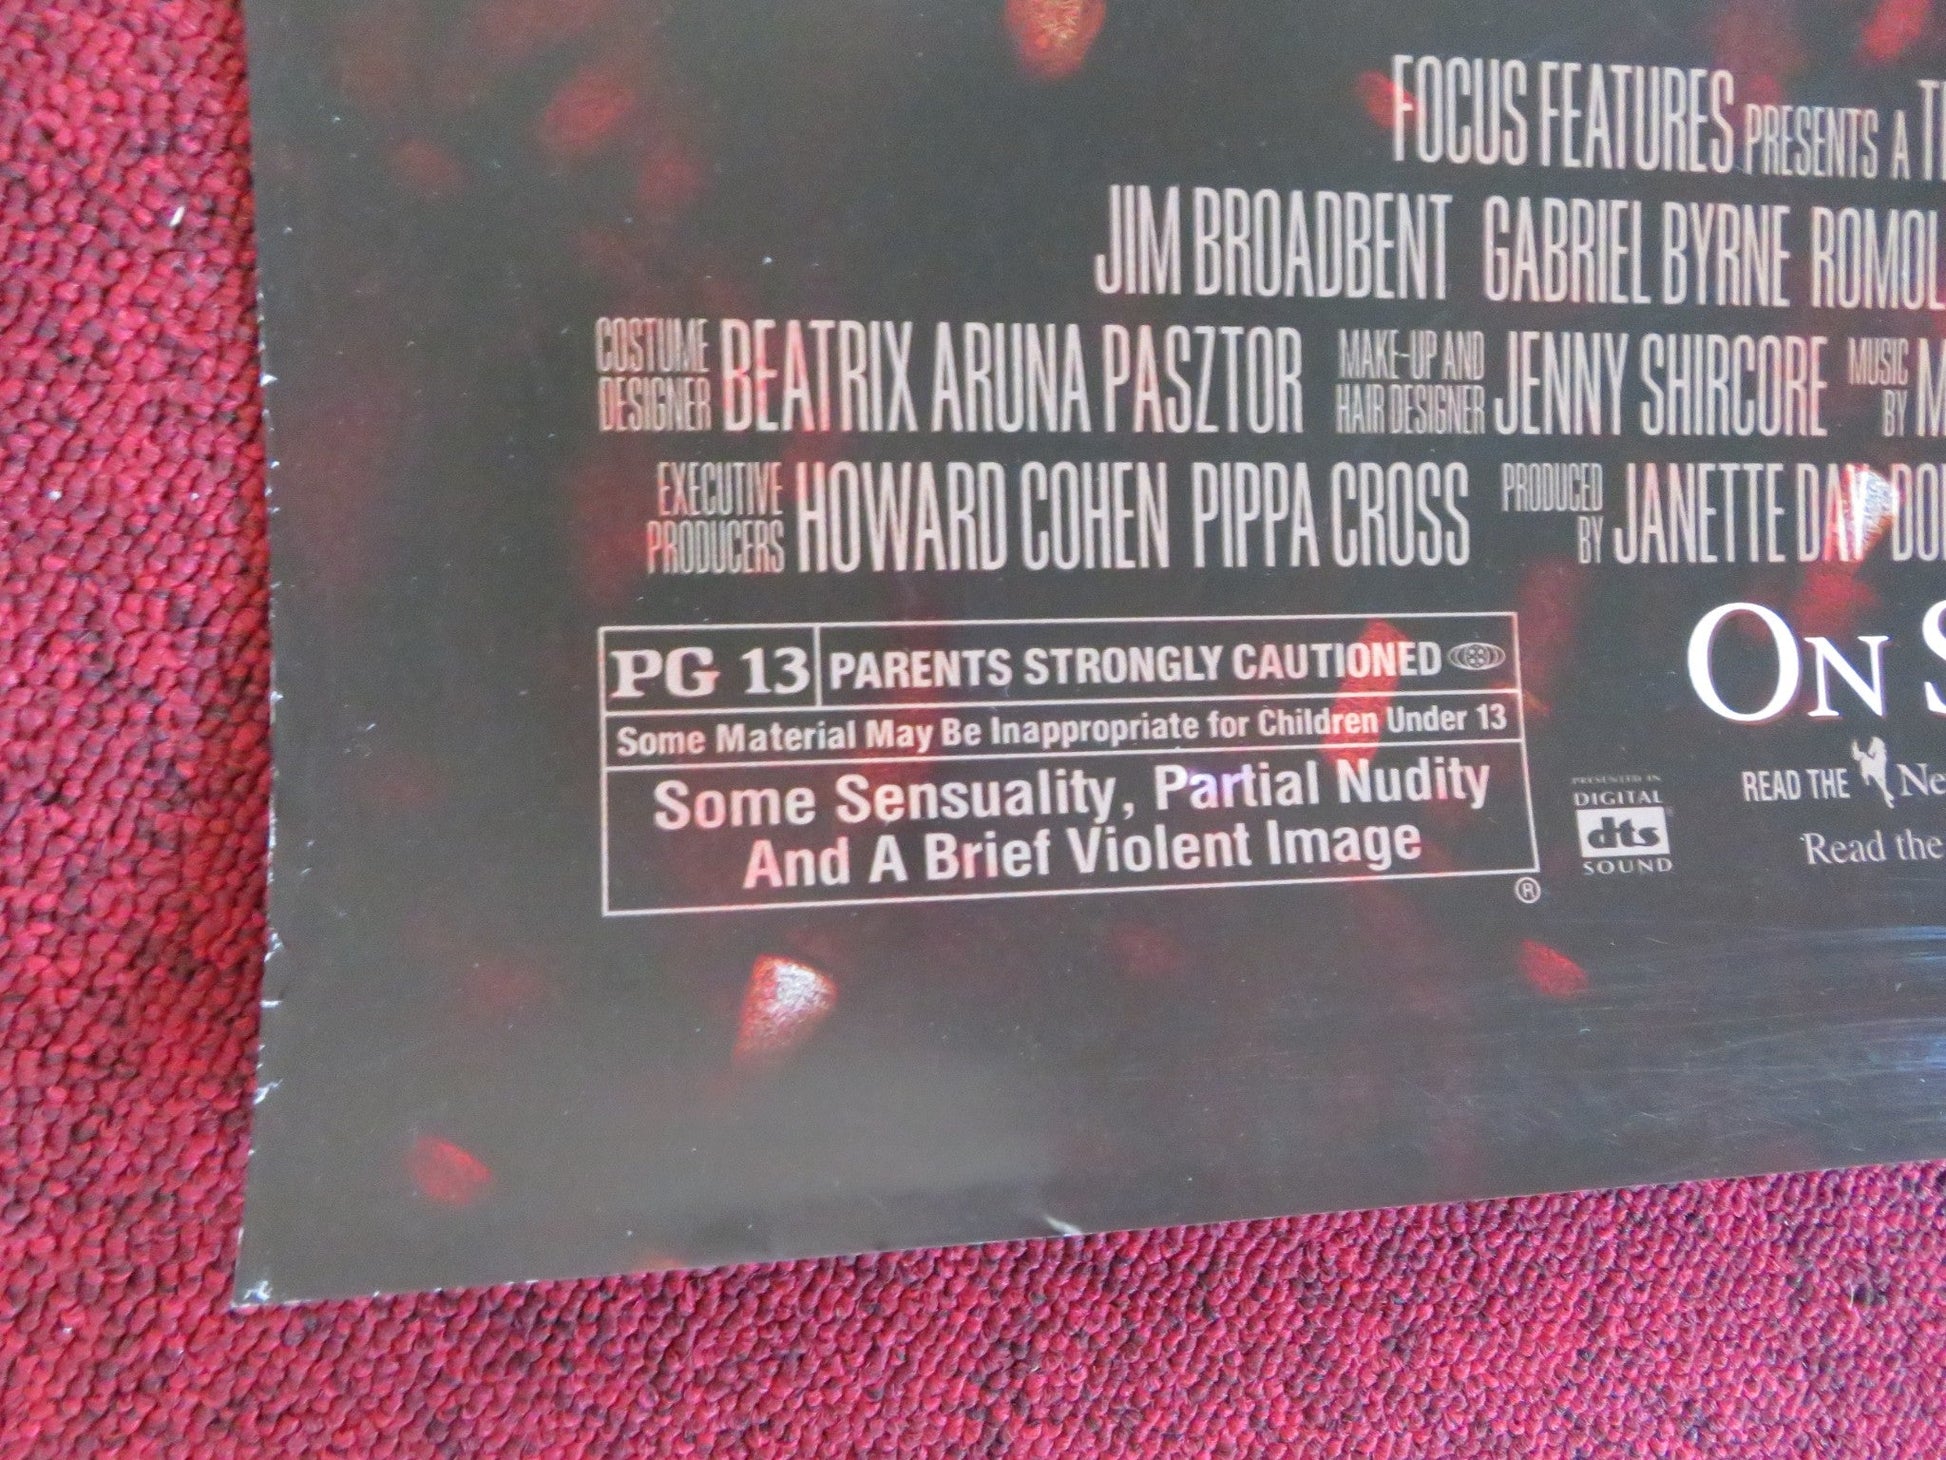 FOCUS FEATURES PRESENTS A
JIM BROADBENT GABRIEL BYRNE
COSTUME DESIGNER BEATRIX ARUNA PASZTOR MAKE-UP AND HAIR DESIGNER JENNY SHIRCORE MUSIC BY
EXECUTIVE PRODUCERS HOWARD COHEN PIPPA CROSS PRODUCED BY JANETTE DAY
PG 13 PARENTS STRONGLY CAUTIONED
Some Material May Be Inappropriate for Children Under 13
Some Sensuality, Partial Nudity
And A Brief Violent Image
®
ON
PRESENTED IN
DIGITAL
dts
SOUND
READ THE
Read the